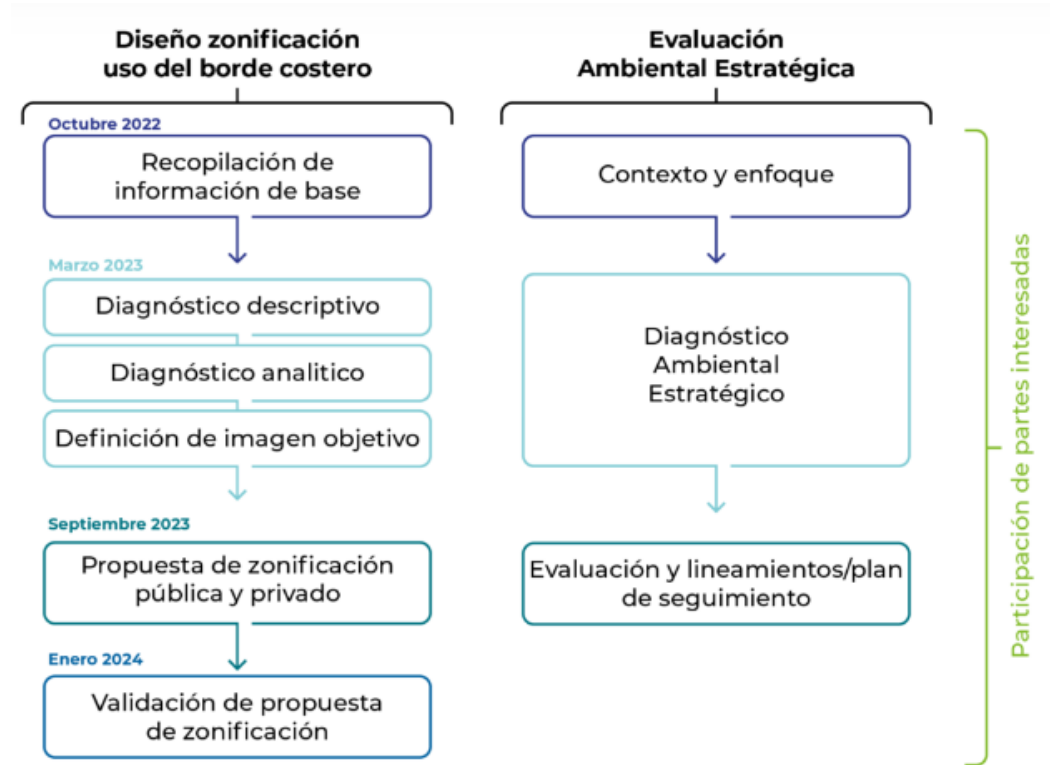 Diseño zonificación
uso del borde costero
Octubre 2022
Recopilación de
información de base
Marzo 2023
Diagnóstico descriptivo
Diagnóstico analitico
Definición de imagen objetivo
Septiembre 2023
Propuesta de zonificación
pública y privado
Enero 2024
Validación de propuesta
de zonificación
Evaluación
Ambiental Estratégica
Contexto y enfoque
Diagnóstico
Ambiental
Estratégico
Evaluación y lineamientos/plan
de seguimiento
Participación de partes interesadas